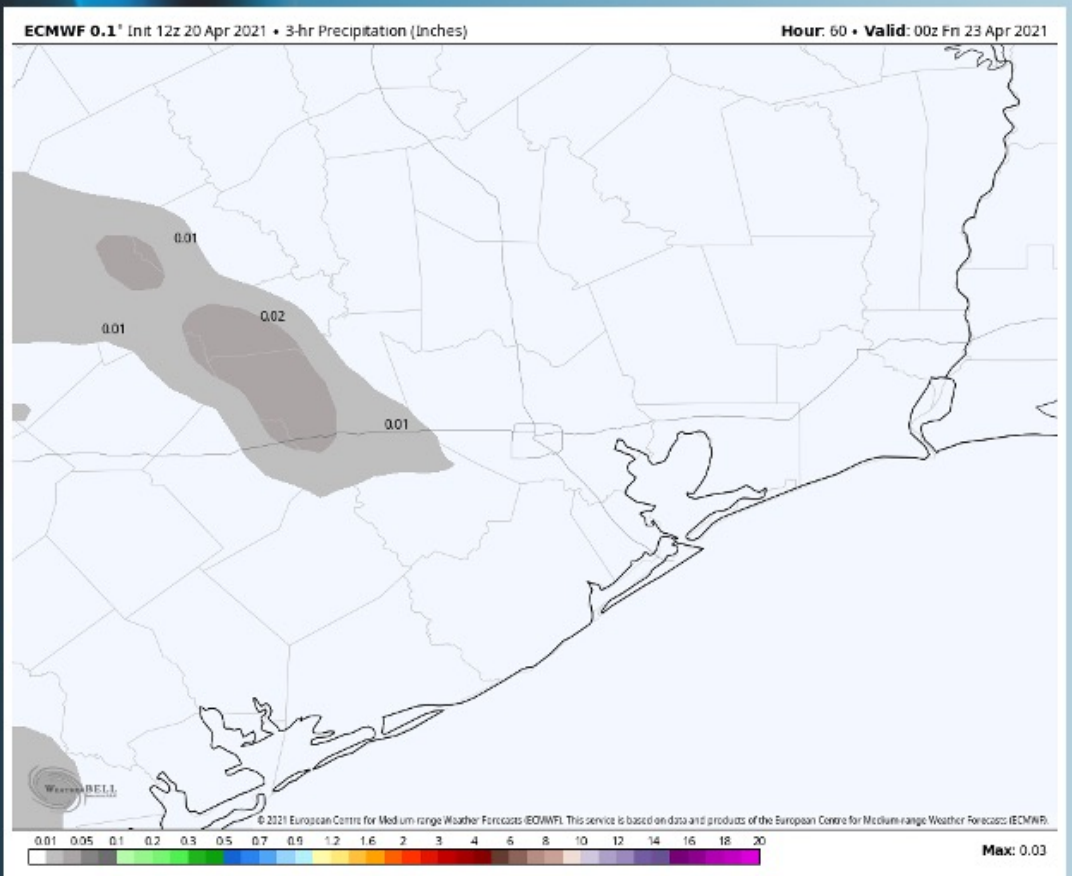 ECMWF 0.1° Init 12z 20 Apr 2021 • 3-hr Precipitation (Inches)
Hour: 60 • Valid: 00z Fri 23 Apr 2021
0.01
0.02
0.01
0.01
WeatherBELL
© 2021 European Centre for Medium-range Weather Forecasts (ECMWF). This service is based on data and products of the European Centre for Medium-range Weather Forecasts (ECMWF).
0.01 0.05 0.1 0.2 0.3 0.5 0.7 0.9 1.2 1.6 2 3 4 6 8 10 12 14 16 18 20
Max: 0.03